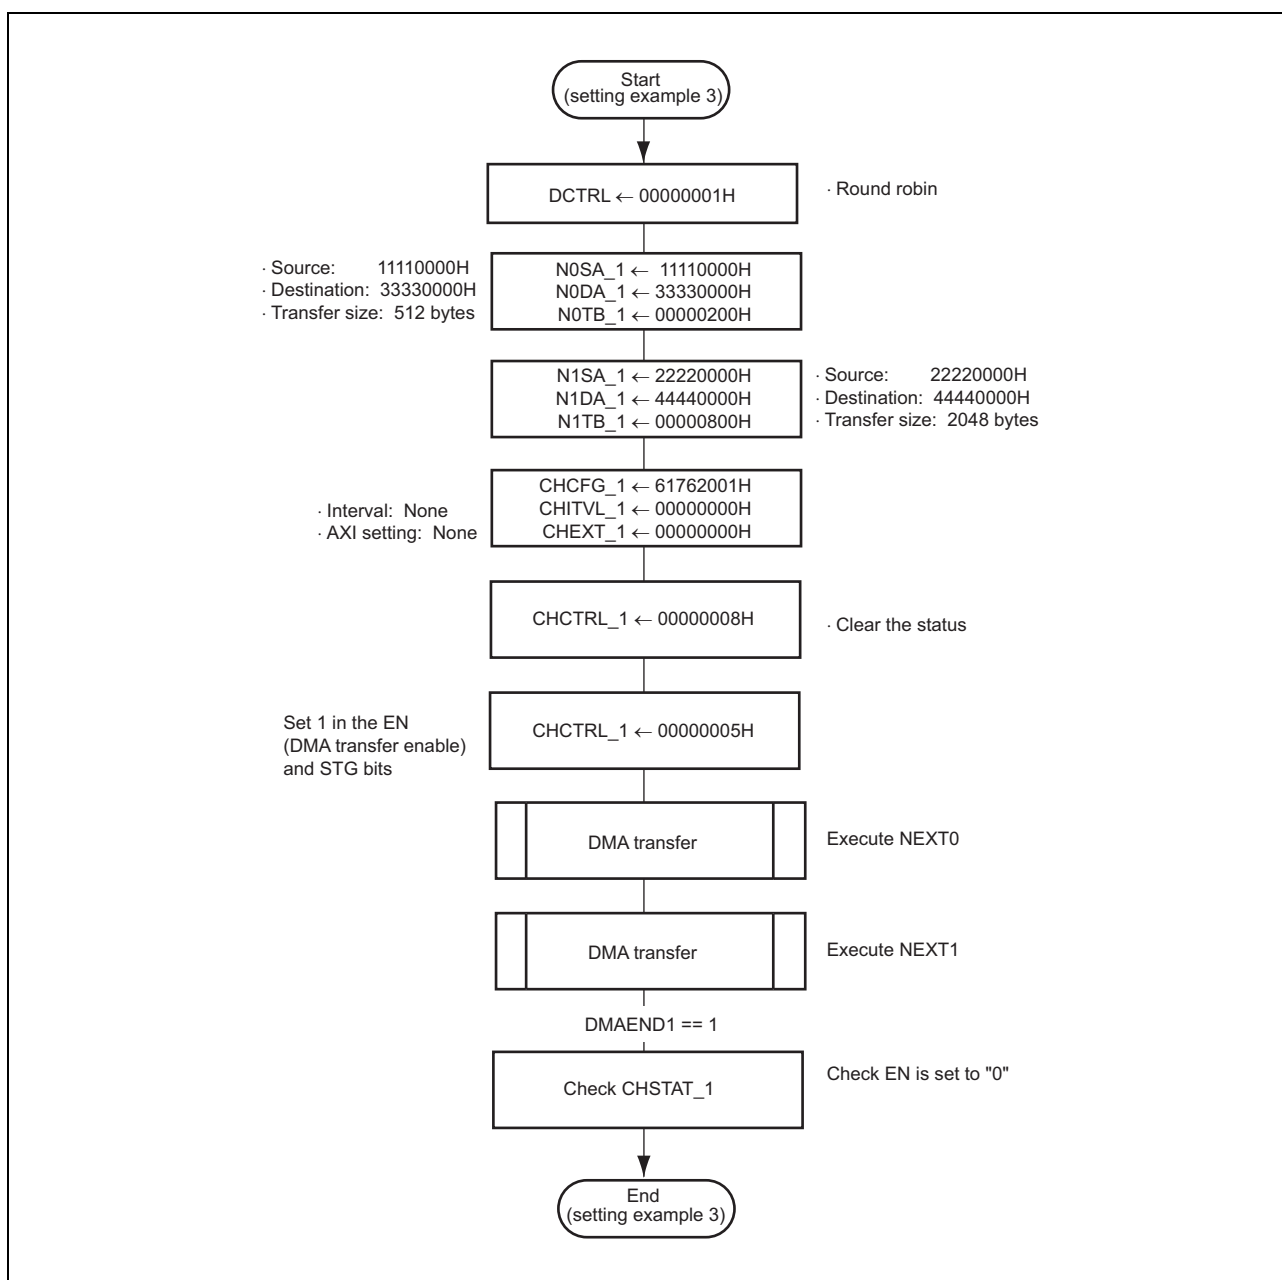 Start
(setting example 3)
DCTRL ← 00000001H
· Round robin
· Source: 11110000H
· Destination: 33330000H
· Transfer size: 512 bytes
N0SA_1 ← 11110000H
N0DA_1 ← 33330000H
N0TB_1 ← 00000200H
N1SA_1 ← 22220000H
N1DA_1 ← 44440000H
N1TB_1 ← 00000800H
· Source: 22220000H
· Destination: 44440000H
· Transfer size: 2048 bytes
· Interval: None
· AXI setting: None
CHCFG_1 ← 61762001H
CHITVL_1 ← 00000000H
CHEXT_1 ← 00000000H
CHCTRL_1 ← 00000008H
· Clear the status
Set 1 in the EN
(DMA transfer enable)
and STG bits
CHCTRL_1 ← 00000005H
DMA transfer
Execute NEXT0
DMA transfer
Execute NEXT1
DMAEND1 == 1
Check CHSTAT_1
Check EN is set to "0"
End
(setting example 3)